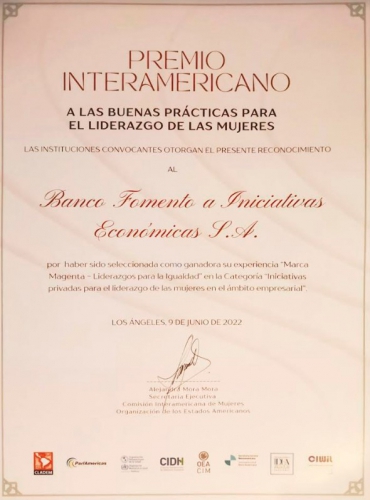 PREMIO
INTERAMERICANO
A LAS BUENAS PRÁCTICAS PARA
EL LIDERAZGO DE LAS MUJERES
LAS INSTITUCIONES CONVOCANTES OTORGAN EL PRESENTE RECONOCIMIENTO
AL
Banco Fomento a Iniciativas
Económicas S.A.
por haber sido seleccionada como ganadora su experiencia "Marca
Magenta – Liderazgos para la Igualdad" en la Categoría "Iniciativas
privadas para el liderazgo de las mujeres en el ámbito empresarial".
LOS ÁNGELES, 9 DE JUNIO DE 2022
Alejandra Mora Mora
Secretaria Ejecutiva
Comisión Interamericana de Mujeres
Organización de los Estados Americanos
CLADEM
ParlAmericas
CIDH
OEA
CIM